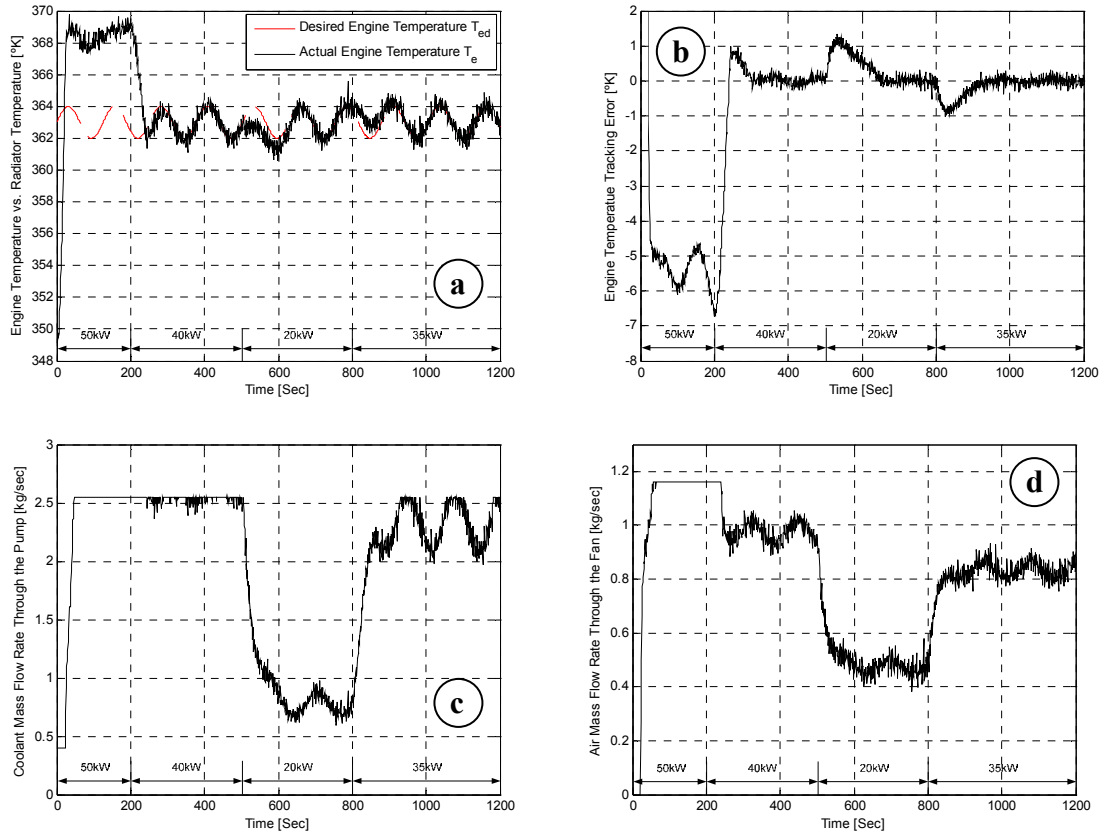 Engine Temperature vs. Radiator Temperature [°K]
370
368
366
364
362
360
358
356
354
352
350
348
Desired Engine Temperature Ted
Actual Engine Temperature Te
a
50kW 40kW 20kW 35kW
0 200 400 600 800 1000 1200
Time [Sec]
Engine Temperatue Tracking Error [°K]
2
1
0
-1
-2
-3
-4
-5
-6
-7
-8
b
50kW 40kW 20kW 35kW
0 200 400 600 800 1000 1200
Time [Sec]
Coolant Mass Flow Rate Through the Pump [kg/sec]
3
2.5
2
1.5
1
0.5
0
c
50kW 40kW 20kW 35kW
0 200 400 600 800 1000 1200
Time [Sec]
Air Mass Flow Rate Through the Fan [kg/sec]
1.2
1
0.8
0.6
0.4
0.2
0
d
50kW 40kW 20kW 35kW
0 200 400 600 800 1000 1200
Time [Sec]